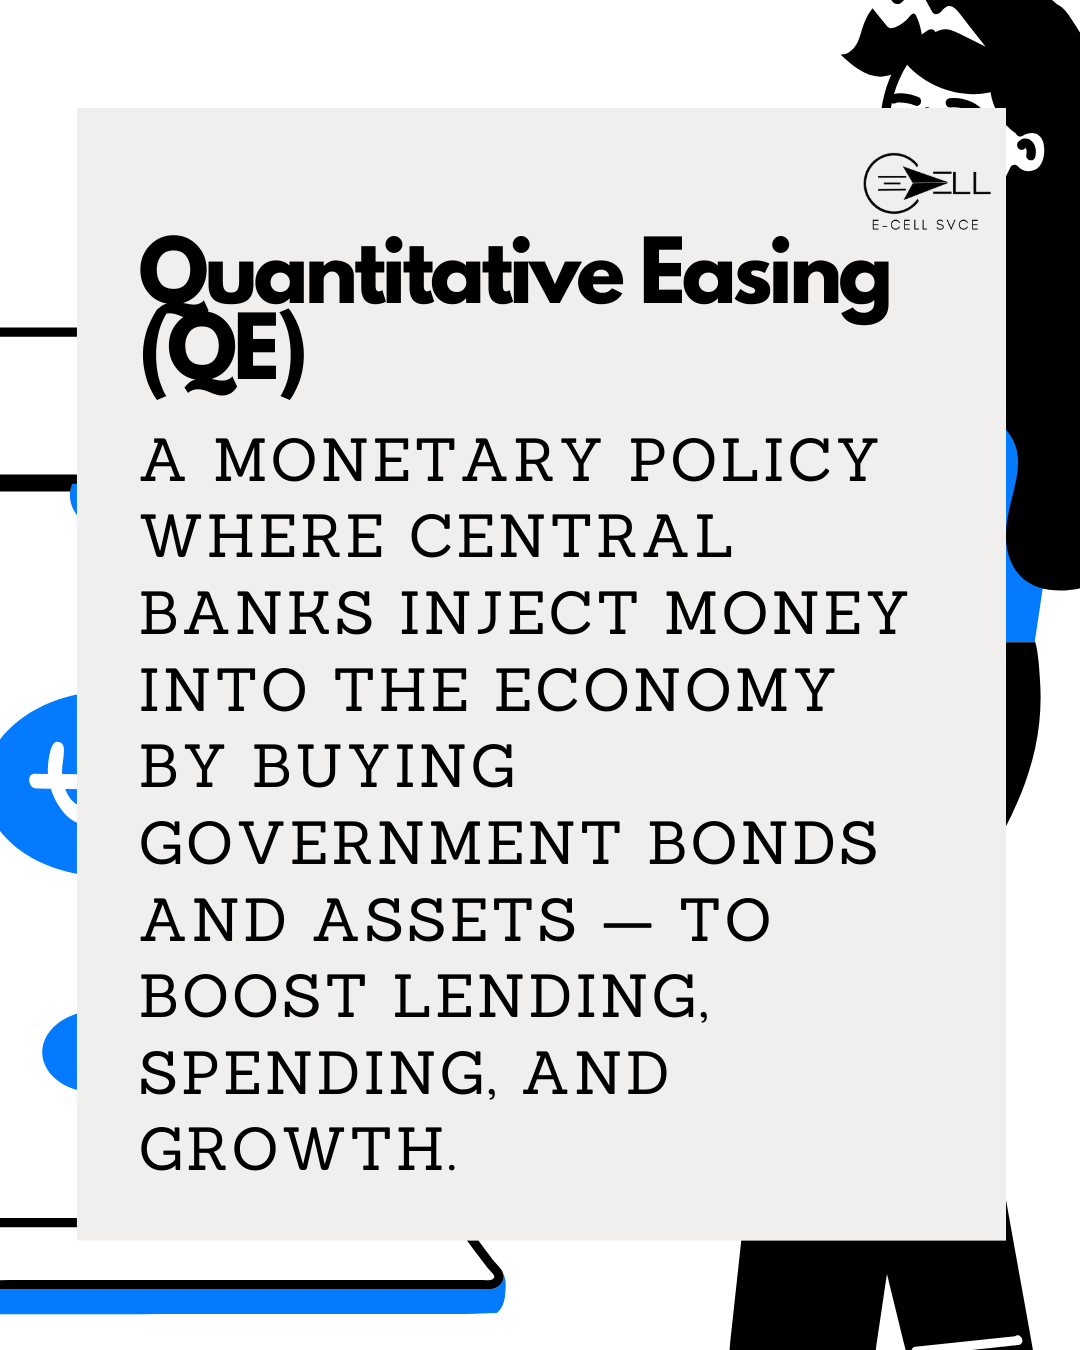 ELL
E-CELL SVCE
Quantitative Easing
(QE)
A MONETARY POLICY
WHERE CENTRAL
BANKS INJECT MONEY
INTO THE ECONOMY
BY BUYING
GOVERNMENT BONDS
AND ASSETS — TO
BOOST LENDING,
SPENDING, AND
GROWTH.